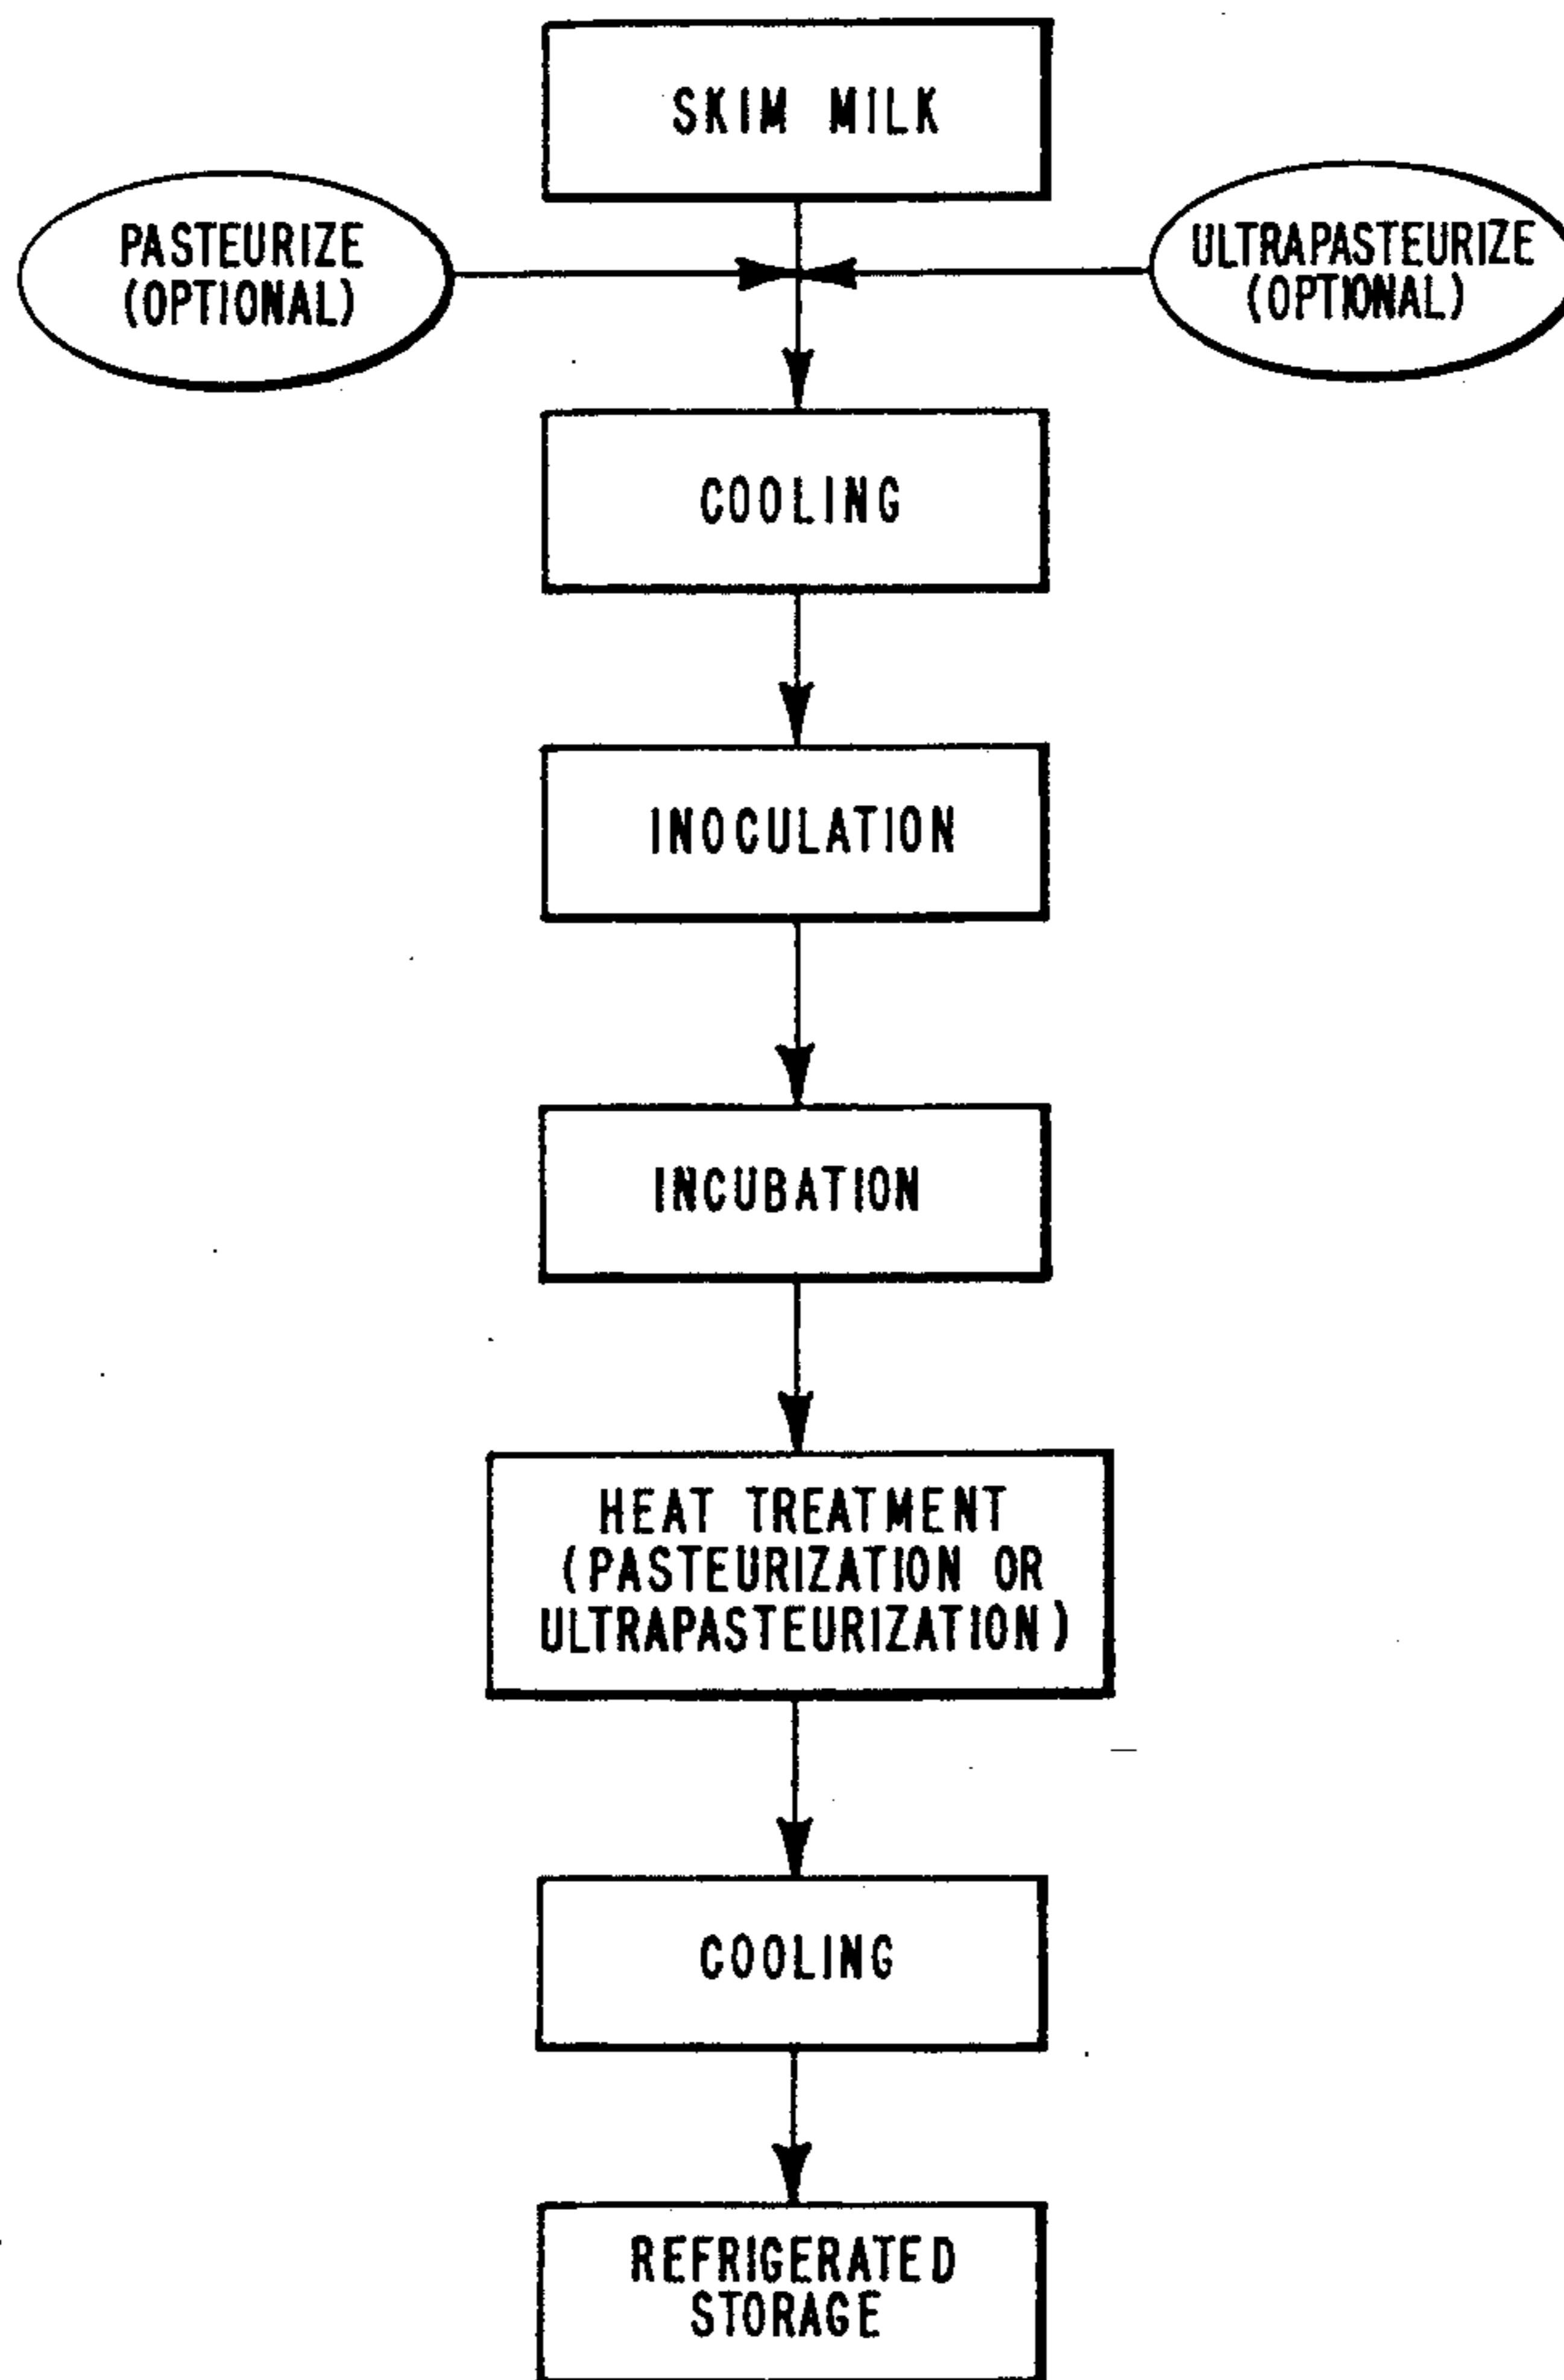 SKIM MILK
PASTEURIZE
(OPTIONAL)
ULTRAPASTEURIZE
(OPTIONAL)
COOLING
INOCULATION
INCUBATION
HEAT TREATMENT
(PASTEURIZATION OR
ULTRAPASTEURIZATION)
COOLING
REFRIGERATED
STORAGE